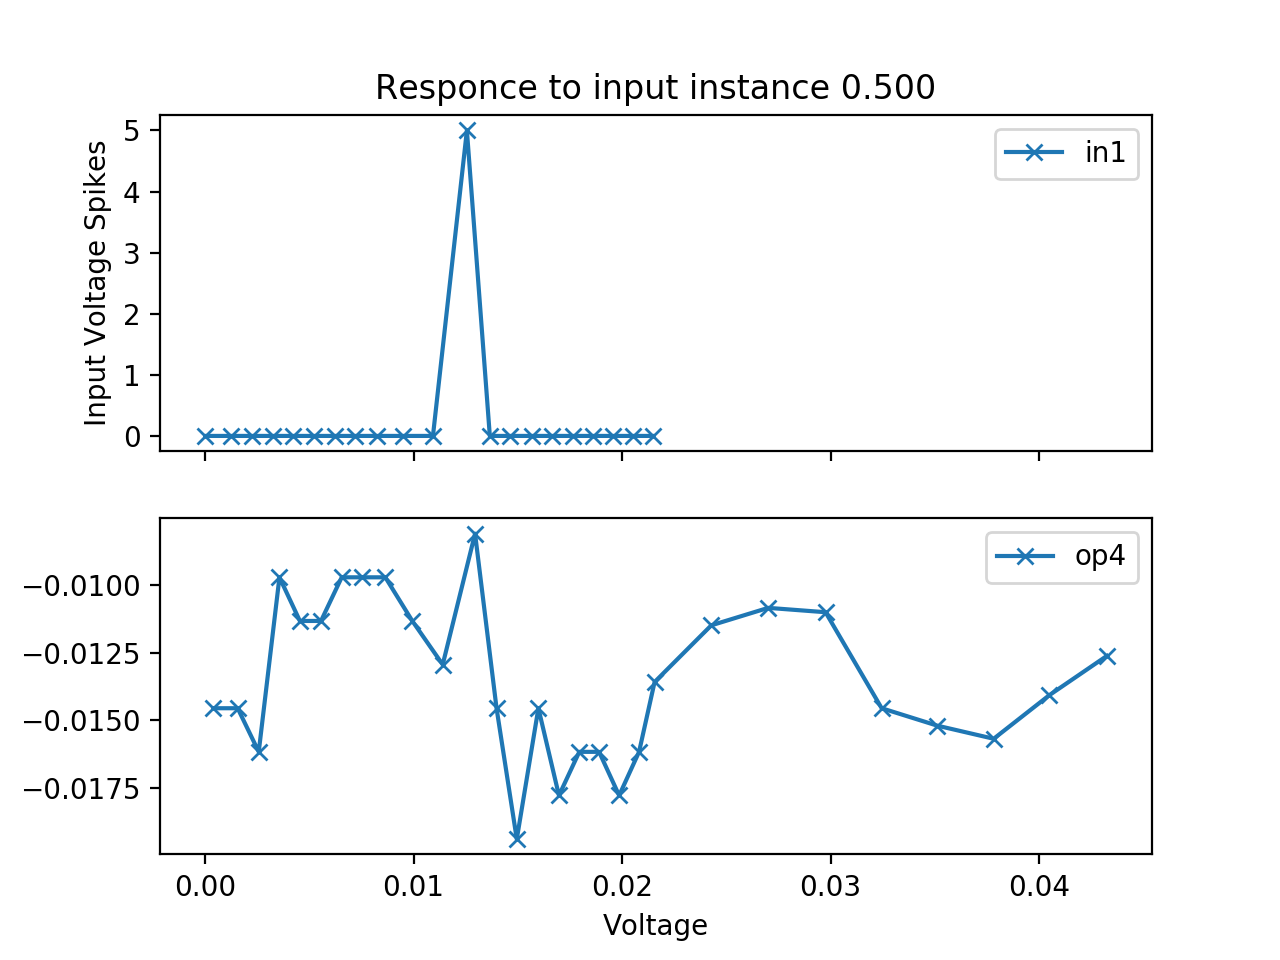 Responce to input instance 0.500
Input Voltage Spikes
5
4
3
2
1
0
in1
−0.0100
−0.0125
−0.0150
−0.0175
op4
0.00 0.01 0.02 0.03 0.04
Voltage